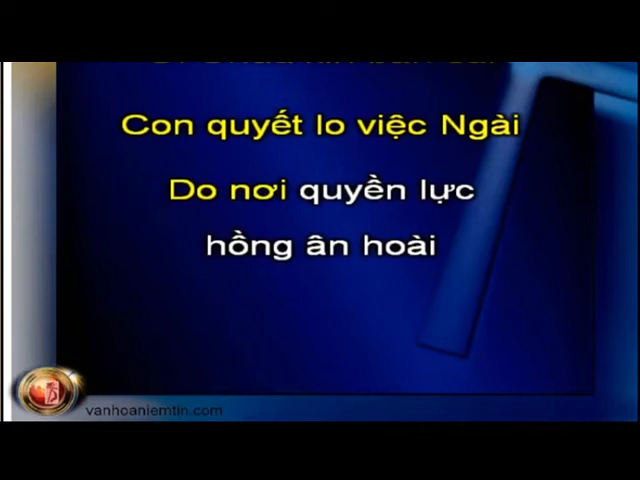 Con quyết lo việc Ngài
Do nơi quyền lực
hồng ân hoài
vanhoaniemtin.com